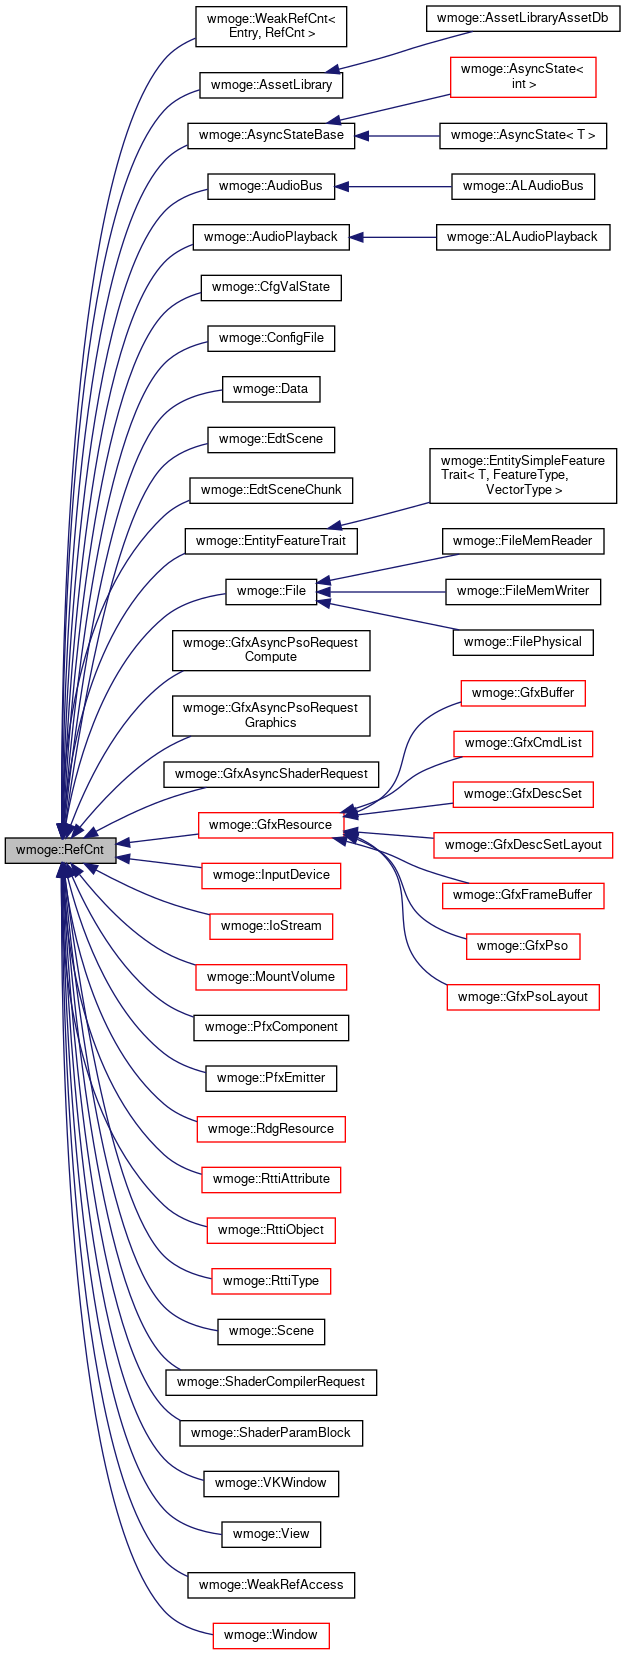 wmoge::RefCnt
wmoge::WeakRefCnt<
Entry, RefCnt >
wmoge::AssetLibrary
wmoge::AsyncStateBase
wmoge::AudioBus
wmoge::AudioPlayback
wmoge::CfgValState
wmoge::ConfigFile
wmoge::Data
wmoge::EdtScene
wmoge::EdtSceneChunk
wmoge::EntityFeatureTrait
wmoge::File
wmoge::GfxAsyncPsoRequest
Compute
wmoge::GfxAsyncPsoRequest
Graphics
wmoge::GfxAsyncShaderRequest
wmoge::GfxResource
wmoge::InputDevice
wmoge::IoStream
wmoge::MountVolume
wmoge::PfxComponent
wmoge::PfxEmitter
wmoge::RdgResource
wmoge::RttiAttribute
wmoge::RttiObject
wmoge::RttiType
wmoge::Scene
wmoge::ShaderCompilerRequest
wmoge::ShaderParamBlock
wmoge::VKWindow
wmoge::View
wmoge::WeakRefAccess
wmoge::Window
wmoge::AssetLibraryAssetDb
wmoge::AsyncState<
int >
wmoge::AsyncState< T >
wmoge::ALAudioBus
wmoge::ALAudioPlayback
wmoge::EntitySimpleFeature
Trait< T, FeatureType,
VectorType >
wmoge::FileMemReader
wmoge::FileMemWriter
wmoge::FilePhysical
wmoge::GfxBuffer
wmoge::GfxCmdList
wmoge::GfxDescSet
wmoge::GfxDescSetLayout
wmoge::GfxFrameBuffer
wmoge::GfxPso
wmoge::GfxPsoLayout